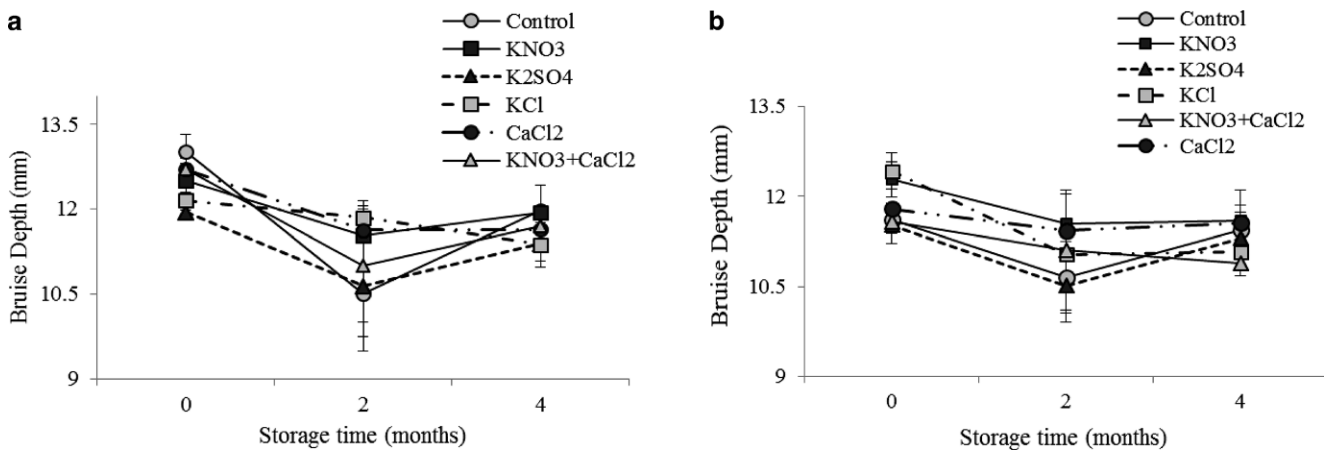 a
Control
KNO3
K2SO4
KCl
CaCl2
KNO3+CaCl2
Bruise Depth (mm)
13.5
12
10.5
9
0 2 4
Storage time (months)
b
Control
KNO3
K2SO4
KCl
KNO3+CaCl2
CaCl2
Bruise Depth (mm)
13.5
12
10.5
9
0 2 4
Storage time (months)